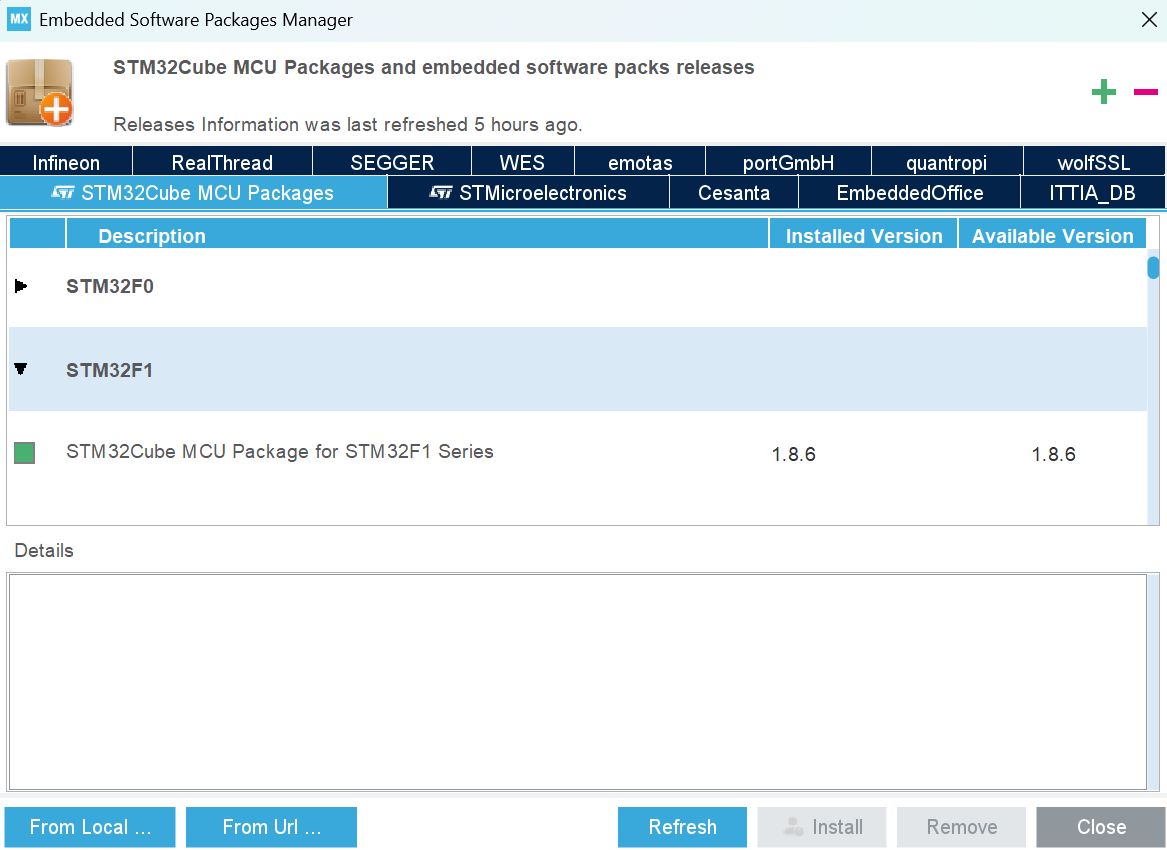 MX Embedded Software Packages Manager
STM32Cube MCU Packages and embedded software packs releases
Releases Information was last refreshed 5 hours ago.
Infineon RealThread SEGGER WES emotas portGmbH quantropi wolfSSL
STM32Cube MCU Packages STMicroelectronics Cesanta EmbeddedOffice ITTIA_DB
Description Installed Version Available Version
STM32F0
STM32F1
STM32Cube MCU Package for STM32F1 Series 1.8.6 1.8.6
Details
From Local ... From Url ... Refresh Install Remove Close